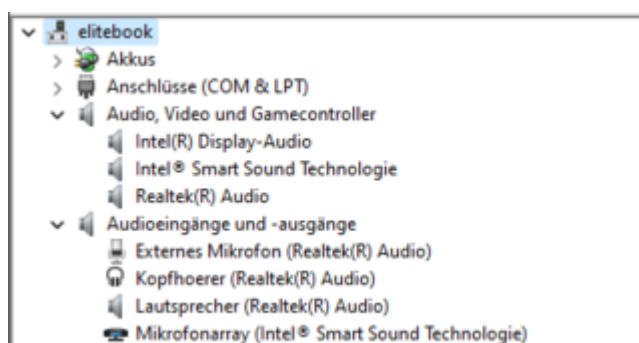 elitebook
Akkus
Anschlüsse (COM & LPT)
Audio, Video und Gamecontroller
Intel(R) Display-Audio
Intel® Smart Sound Technologie
Realtek(R) Audio
Audioeingänge und -ausgänge
Externes Mikrofon (Realtek(R) Audio)
Kopfhoerer (Realtek(R) Audio)
Lautsprecher (Realtek(R) Audio)
Mikrofonarray (Intel® Smart Sound Technologie)